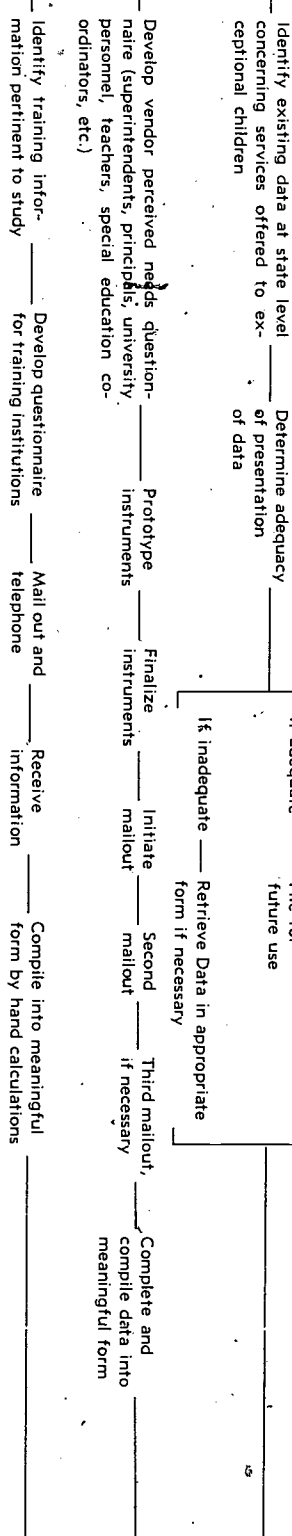 Identify existing data at state level
concerning services offered to ex-
ceptional children
Determine adequacy
of presentation
of data
future use
If inadequate
Retrieve Data in appropriate
form if necessary
Develop vendor perceived needs question-
naire (superintendents, principals, university
personnel, teachers, special education co-
ordinators, etc.)
Prototype
instruments
Finalize
instruments
Initiate
mailout
Second
mailout
Third mailout,
if necessary
Complete and
compile data into
meaningful form
Identify training infor-
mation pertinent to study
Develop questionnaire
for training institutions
Mail out and
telephone
Receive
information
Compile into meaningful
form by hand calculations